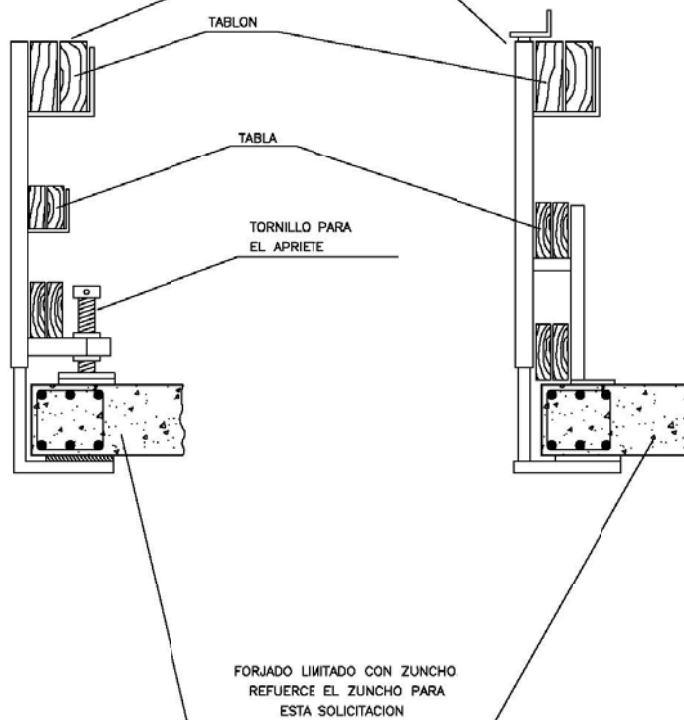 TABLON
TABLA
TORNILLO PARA
EL APRIETE
FORJADO LIMITADO CON ZUNCHO
REFUERCE EL ZUNCHO PARA
ESTA SOLICITACION